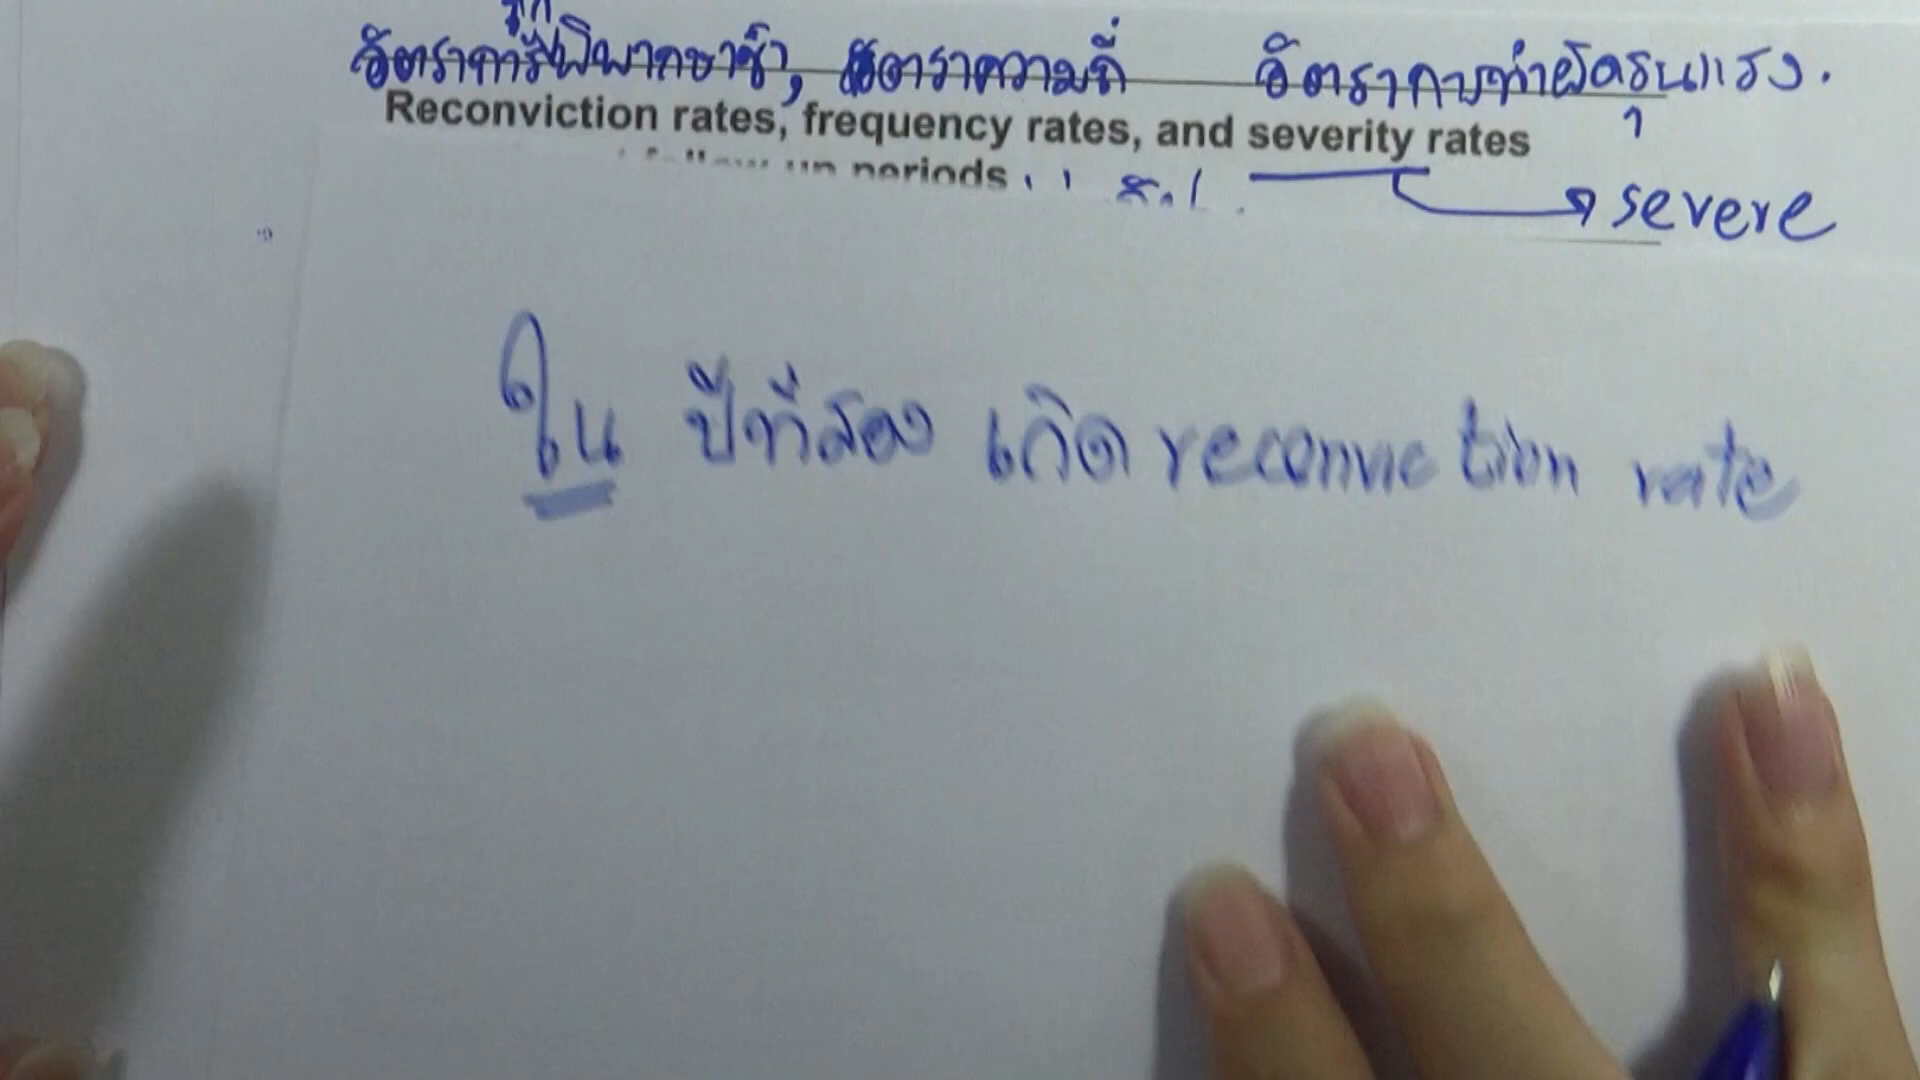 อัตราการถูกพิพากษาซ้ำ, อัตราความถี่ อัตราการทำผิดรุนแรง.
Reconviction rates, frequency rates, and severity rates
periods
severe
ใน ปีที่สอง เกิด reconviction rate